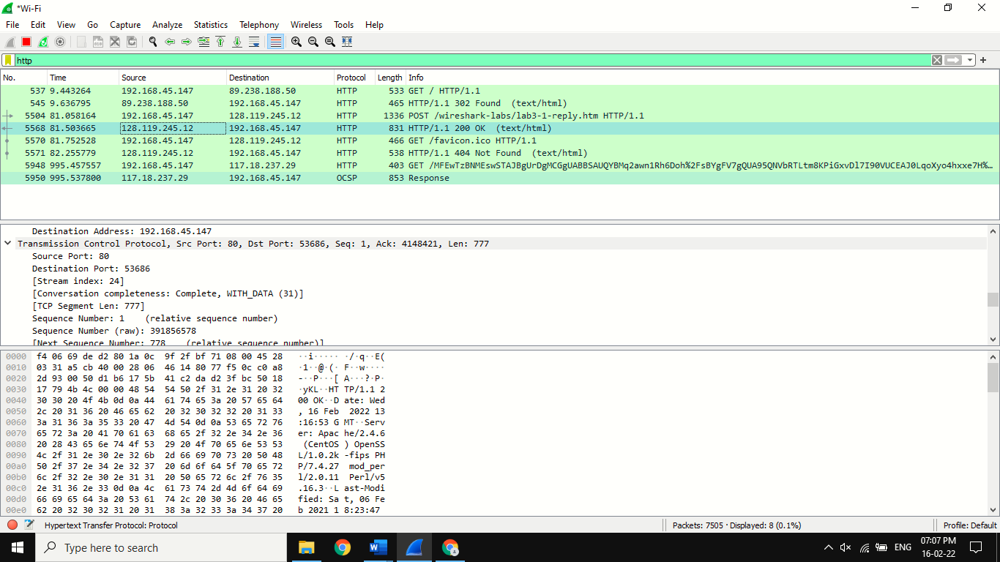 *Wi-Fi
File Edit View Go Capture Analyze Statistics Telephony Wireless Tools Help
http
No. Time Source Destination Protocol Length Info
537 9.443264 192.168.45.147 89.238.188.50 HTTP 533 GET / HTTP/1.1
545 9.636795 89.238.188.50 192.168.45.147 HTTP 465 HTTP/1.1 302 Found (text/html)
5504 81.058164 192.168.45.147 128.119.245.12 HTTP 1336 POST /wireshark-labs/lab3-1-reply.htm HTTP/1.1
5568 81.503665 128.119.245.12 192.168.45.147 HTTP 831 HTTP/1.1 200 OK (text/html)
5570 81.752528 192.168.45.147 128.119.245.12 HTTP 466 GET /favicon.ico HTTP/1.1
5571 82.255779 128.119.245.12 192.168.45.147 HTTP 538 HTTP/1.1 404 Not Found (text/html)
5948 995.457557 192.168.45.147 117.18.237.29 HTTP 403 GET /MFEwTzBNMEswSTAJBgUrDgMCGgUABBSAUQYBMq2awn1Rh6Doh%2FsBYgFV7gQUA95QNVbRTLtm8KPiGxvDl7I90VUCEAJ0LqoXyo4hxxe7H%…
5950 995.537800 117.18.237.29 192.168.45.147 OCSP 853 Response
Destination Address: 192.168.45.147
Transmission Control Protocol, Src Port: 80, Dst Port: 53686, Seq: 1, Ack: 4148421, Len: 777
Source Port: 80
Destination Port: 53686
[Stream index: 24]
[Conversation completeness: Complete, WITH_DATA (31)]
[TCP Segment Len: 777]
Sequence Number: 1 (relative sequence number)
Sequence Number (raw): 391856578
[Next Sequence Number: 778 (relative sequence number)]
0000 f4 06 69 de d2 80 1a 0c 9f 2f bf 71 08 00 45 28 ··i····· ·/·q··E(
0010 03 31 a5 cb 40 00 28 06 46 14 80 77 f5 0c c0 a8 ·1··@·(· F··w····
0020 2d 93 00 50 d1 b6 17 5b 41 c2 da d2 3f bc 50 18 -··P···[ A···?·P·
0030 17 79 4b 4c 00 00 48 54 54 50 2f 31 2e 31 20 32 ·yKL··HT TP/1.1 2
0040 30 30 20 4f 4b 0d 0a 44 61 74 65 3a 20 57 65 64 00 OK··D ate: Wed
0050 2c 20 31 36 20 46 65 62 20 32 30 32 32 20 31 33 , 16 Feb 2022 13
0060 3a 31 36 3a 35 33 20 47 4d 54 0d 0a 53 65 72 76 :16:53 G MT··Serv
0070 65 72 3a 20 41 70 61 63 68 65 2f 32 2e 34 2e 36 er: Apac he/2.4.6
0080 20 28 43 65 6e 74 4f 53 29 20 4f 70 65 6e 53 53 (CentOS ) OpenSS
0090 4c 2f 31 2e 30 2e 32 6b 2d 66 69 70 73 20 50 48 L/1.0.2k -fips PH
00a0 50 2f 37 2e 34 2e 32 37 20 6d 6f 64 5f 70 65 72 P/7.4.27 mod_per
00b0 6c 2f 32 2e 30 2e 31 31 20 50 65 72 6c 2f 76 35 l/2.0.11 Perl/v5
00c0 2e 31 36 2e 33 0d 0a 4c 61 73 74 2d 4d 6f 64 69 .16.3··L ast-Modi
00d0 66 69 65 64 3a 20 53 61 74 2c 20 30 36 20 46 65 fied: Sa t, 06 Fe
00e0 62 20 32 30 32 31 20 31 38 3a 32 33 3a 34 37 20 b 2021 1 8:23:47
Hypertext Transfer Protocol: Protocol
Packets: 7505 · Displayed: 8 (0.1%)
Profile: Default
Type here to search
ENG
07:07 PM
16-02-22